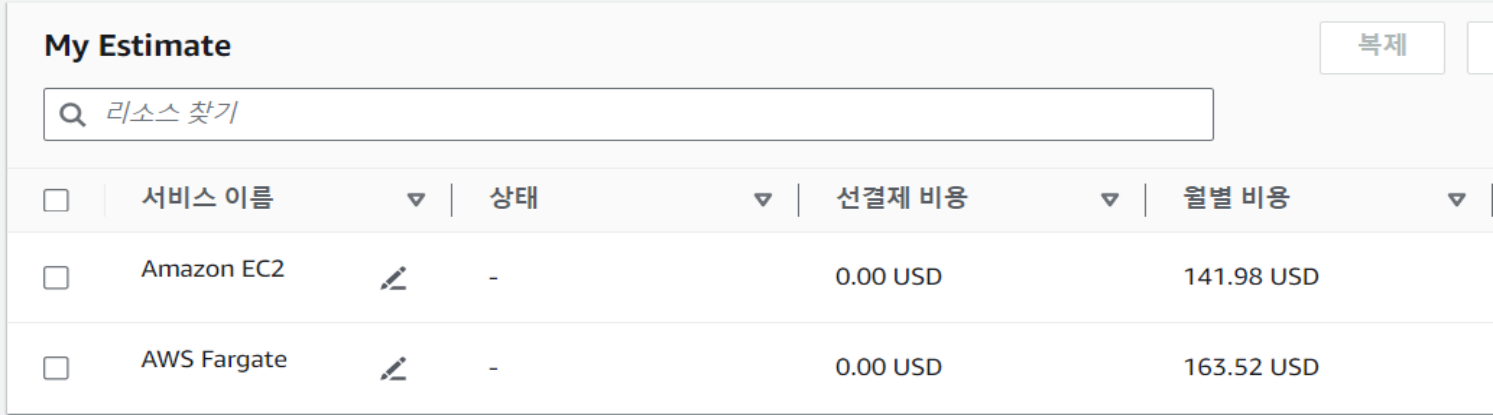 My Estimate
복제
리소스 찾기
서비스 이름 상태 선결제 비용 월별 비용
Amazon EC2 - 0.00 USD 141.98 USD
AWS Fargate - 0.00 USD 163.52 USD